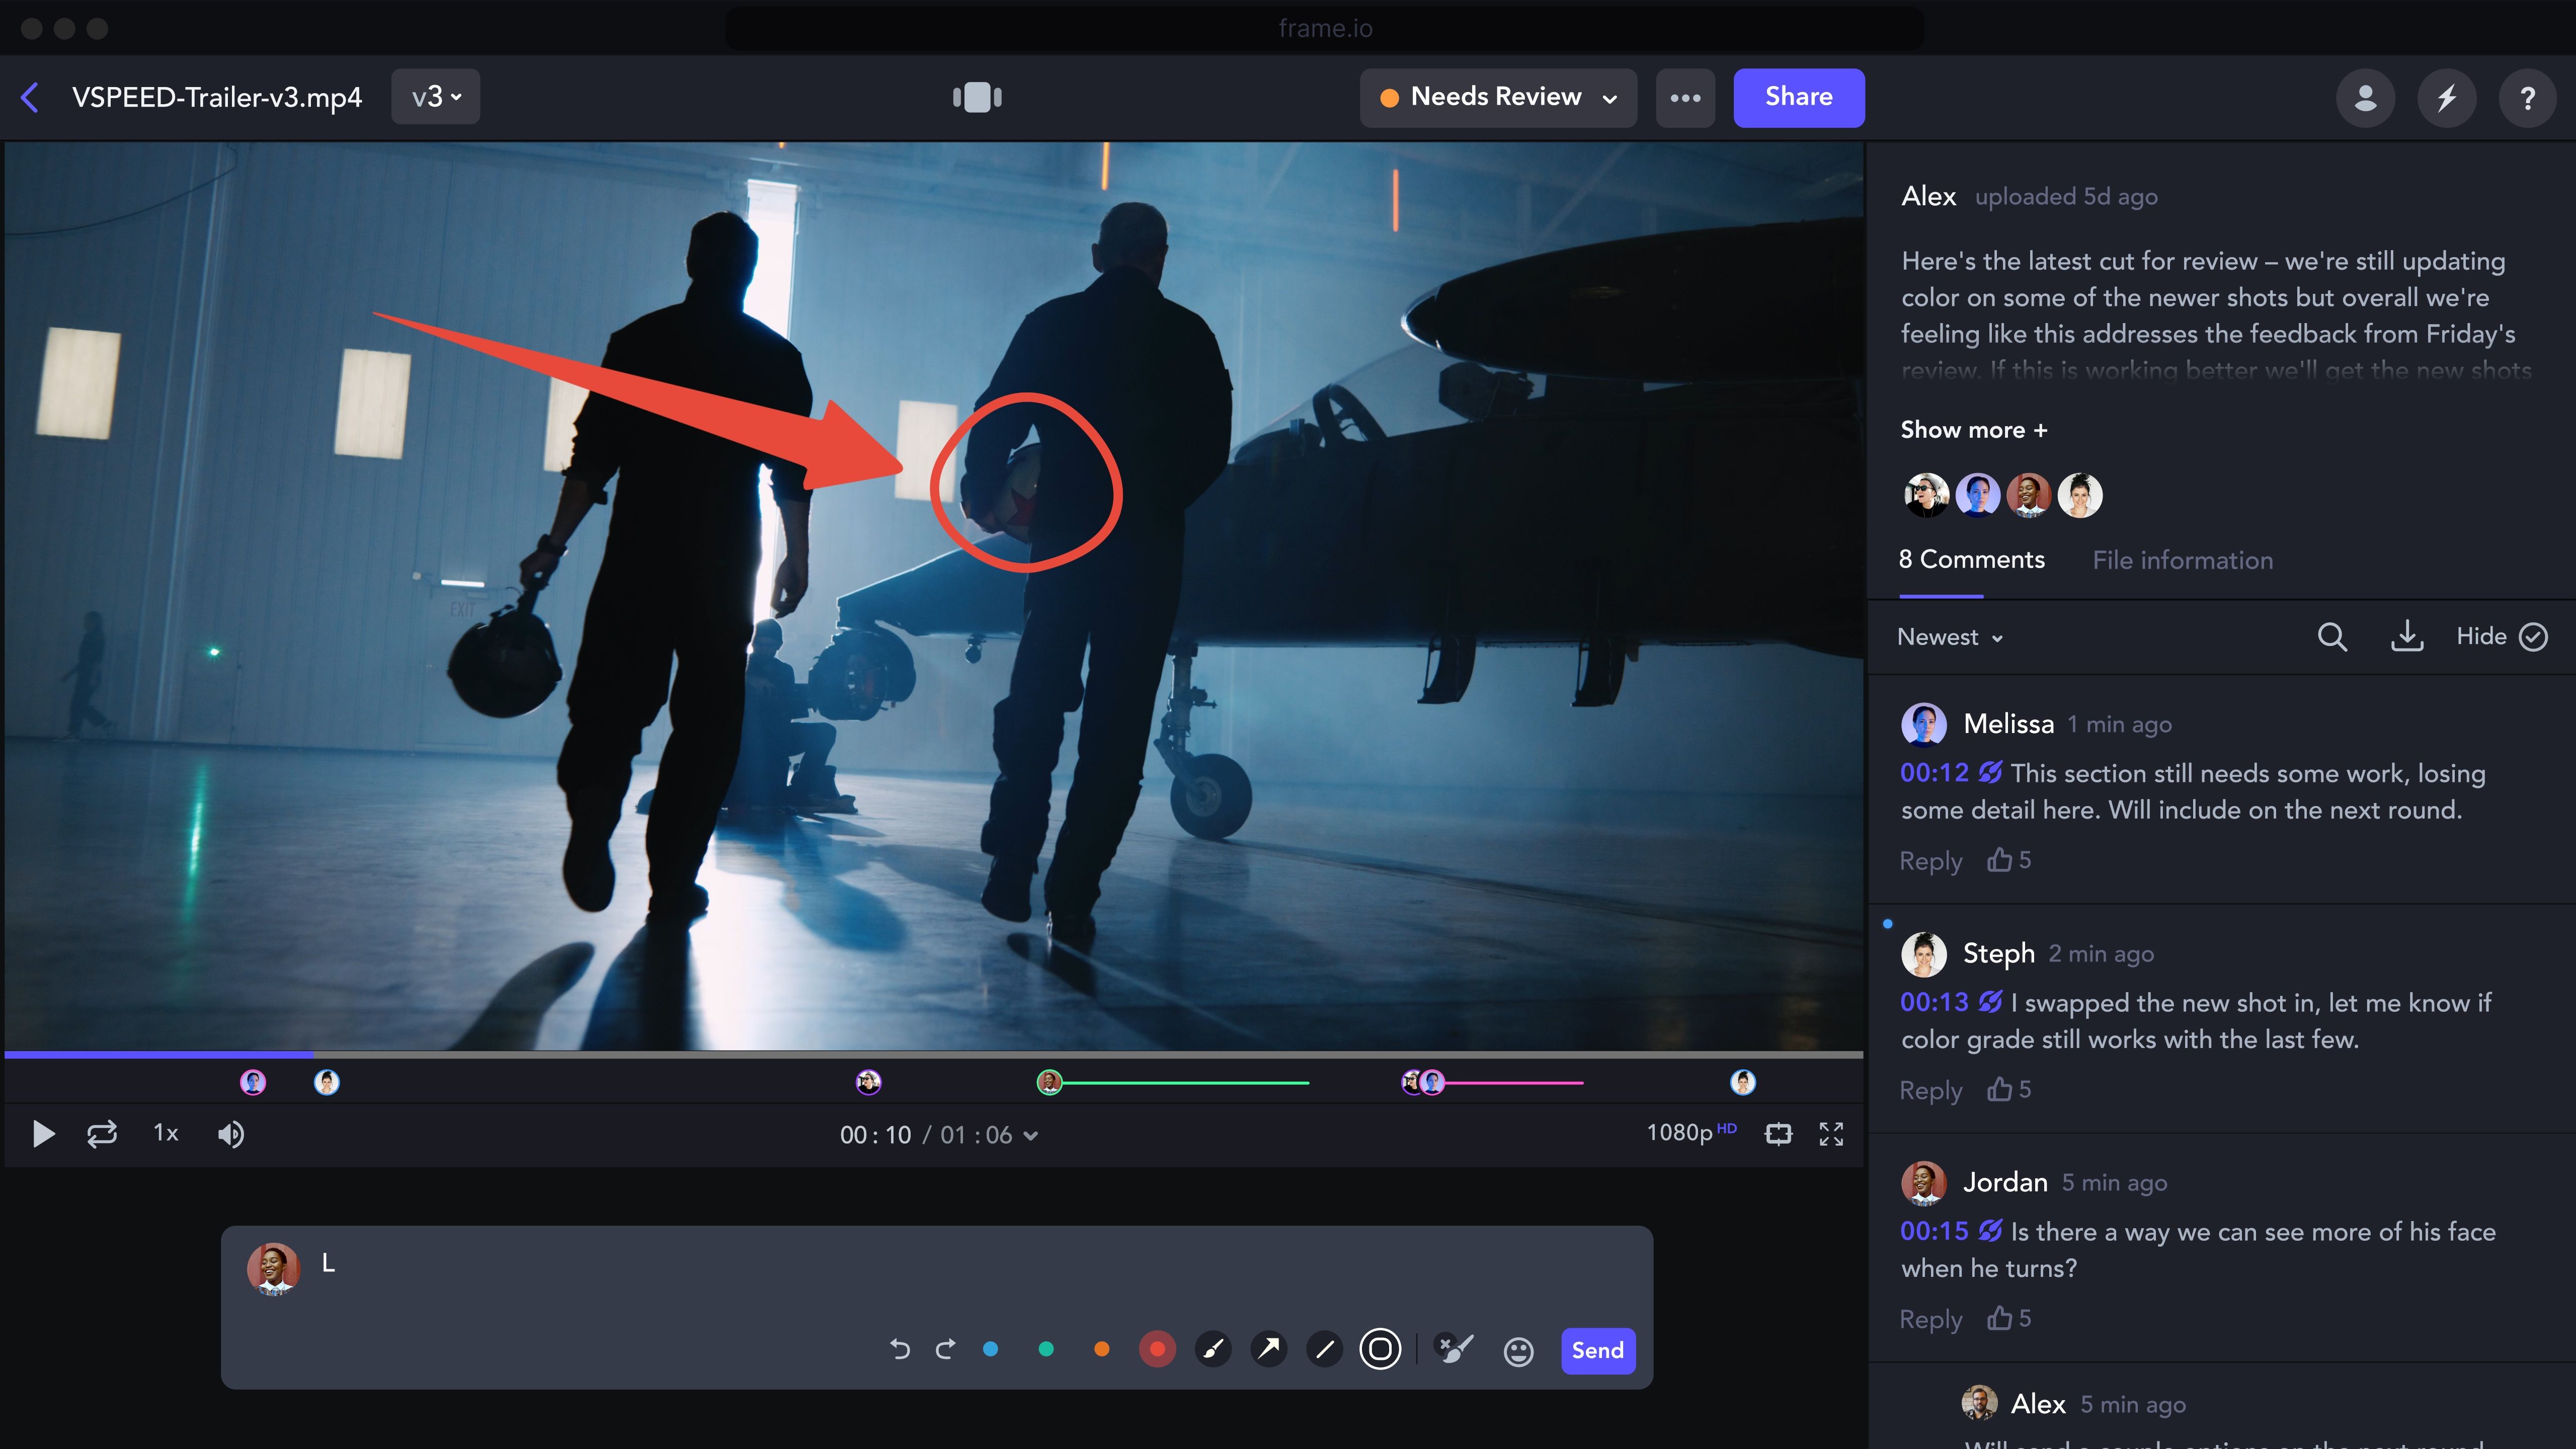 frame.io
VSPEED-Trailer-v3.mp4
v3
Needs Review
Share
?
EXIT
00:10 / 01:06
1x
1080p HD
L
Send
Alex uploaded 5d ago
Here's the latest cut for review – we're still updating
color on some of the newer shots but overall we're
feeling like this addresses the feedback from Friday's
review. If this is working better we'll get the new shots
Show more +
8 Comments File information
Newest
Hide
Melissa 1 min ago
00:12 This section still needs some work, losing
some detail here. Will include on the next round.
Reply 5
Steph 2 min ago
00:13 I swapped the new shot in, let me know if
color grade still works with the last few.
Reply 5
Jordan 5 min ago
00:15 Is there a way we can see more of his face
when he turns?
Reply 5
Alex 5 min ago